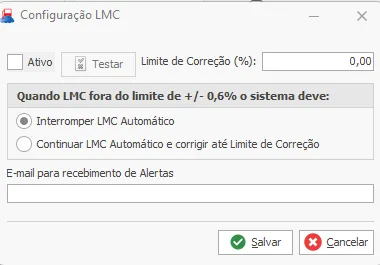 Configuração LMC
Ativo Testar Limite de Correção (%): 0,00
Quando LMC fora do limite de +/- 0,6% o sistema deve:
Interromper LMC Automático
Continuar LMC Automático e corrigir até Limite de Correção
E-mail para recebimento de Alertas
Salvar Cancelar